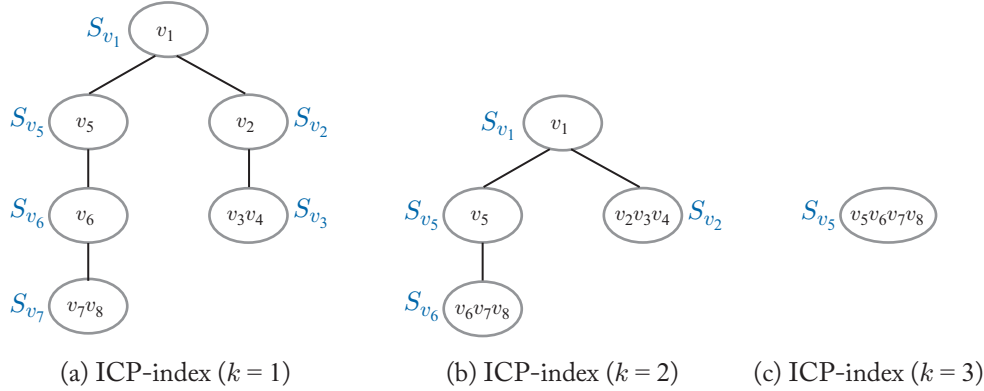 S_{v_1} v_1
S_{v_5} v_5 v_2 S_{v_2}
S_{v_6} v_6 v_3v_4 S_{v_3}
S_{v_7} v_7v_8
(a) ICP-index (k = 1)
S_{v_1} v_1
S_{v_5} v_5 v_2v_3v_4 S_{v_2}
S_{v_6} v_6v_7v_8
(b) ICP-index (k = 2)
S_{v_5} v_5v_6v_7v_8
(c) ICP-index (k = 3)